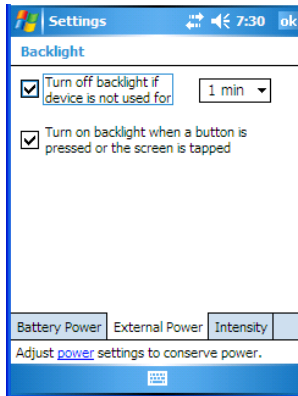 Settings 7:30 ok
Backlight
Turn off backlight if
device is not used for
1 min
Turn on backlight when a button is
pressed or the screen is tapped
Battery Power External Power Intensity
Adjust power settings to conserve power.